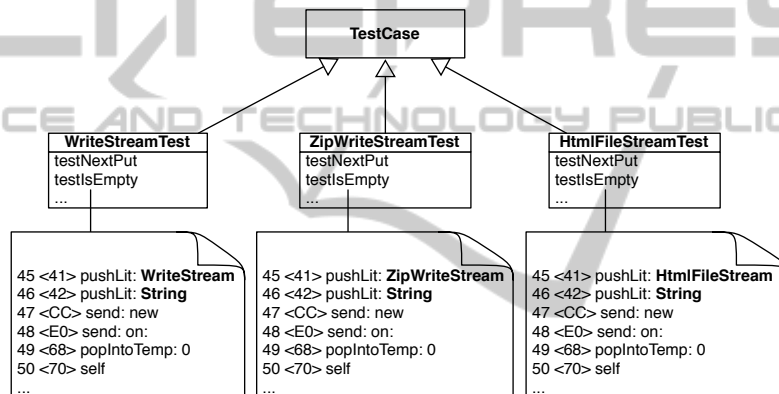 TestCase
WriteStreamTest
testNextPut
testIsEmpty
...
ZipWriteStreamTest
testNextPut
testIsEmpty
...
HtmlFileStreamTest
testNextPut
testIsEmpty
...
45 <41> pushLit: WriteStream
46 <42> pushLit: String
47 <CC> send: new
48 <E0> send: on:
49 <68> popIntoTemp: 0
50 <70> self
...
45 <41> pushLit: ZipWriteStream
46 <42> pushLit: String
47 <CC> send: new
48 <E0> send: on:
49 <68> popIntoTemp: 0
50 <70> self
...
45 <41> pushLit: HtmlFileStream
46 <42> pushLit: String
47 <CC> send: new
48 <E0> send: on:
49 <68> popIntoTemp: 0
50 <70> self
...
AND TECHNOLOGY